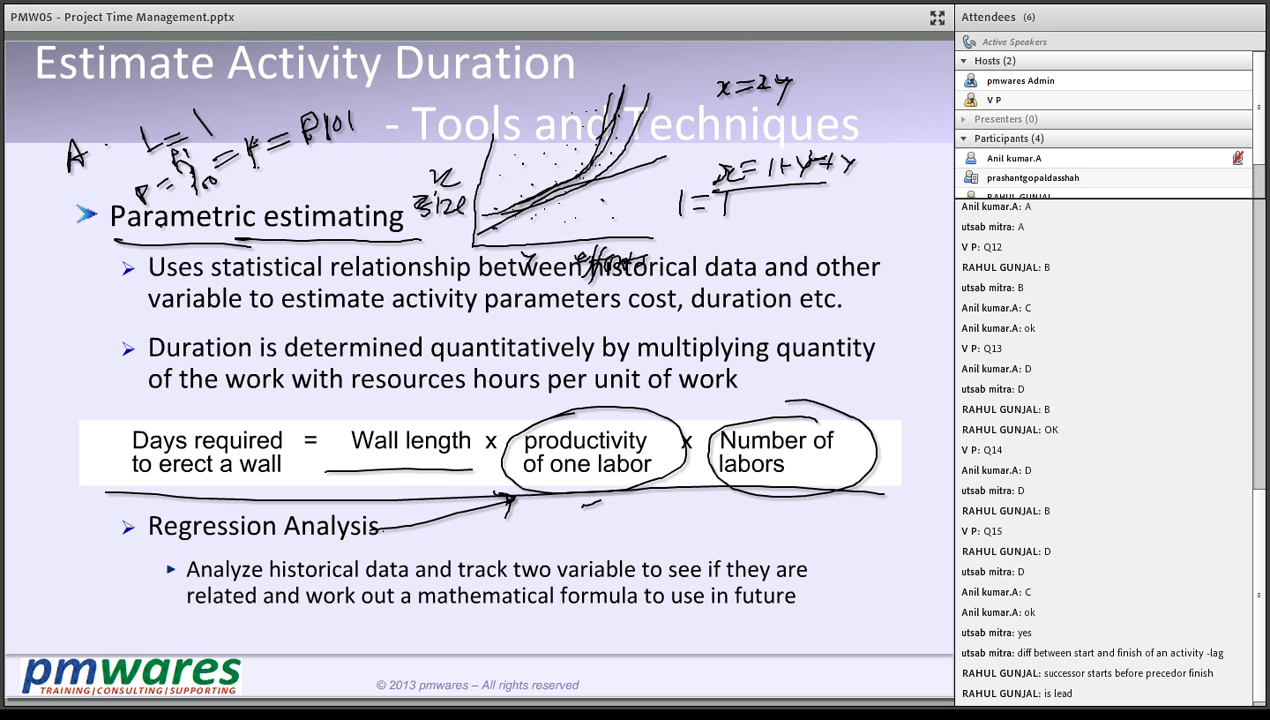 PMW05 - Project Time Management.pptx
Estimate Activity Duration
- Tools and Techniques
x=2y
A
L=1
=P101
size
x=1+y+y
Parametric estimating
effort
Uses statistical relationship between historical data and other
variable to estimate activity parameters cost, duration etc.
Duration is determined quantitatively by multiplying quantity
of the work with resources hours per unit of work
Days required to erect a wall = Wall length x productivity of one labor x Number of labors
Regression Analysis
Analyze historical data and track two variable to see if they are
related and work out a mathematical formula to use in future
pmwares
TRAINING|CONSULTING|SUPPORTING
© 2013 pmwares – All rights reserved
Attendees (6)
Active Speakers
Hosts (2)
pmwares Admin
V P
Presenters (0)
Participants (4)
Anil kumar.A
prashantgopaldasshah
RAHUL GUNJAL
Anil kumar.A: A
utsab mitra: A
V P: Q12
RAHUL GUNJAL: B
utsab mitra: B
Anil kumar.A: C
Anil kumar.A: ok
V P: Q13
Anil kumar.A: D
utsab mitra: D
RAHUL GUNJAL: B
RAHUL GUNJAL: OK
V P: Q14
Anil kumar.A: D
utsab mitra: D
RAHUL GUNJAL: B
V P: Q15
RAHUL GUNJAL: D
utsab mitra: D
Anil kumar.A: C
Anil kumar.A: ok
utsab mitra: yes
utsab mitra: diff between start and finish of an activity -lag
RAHUL GUNJAL: successor starts before precedor finish
RAHUL GUNJAL: is lead